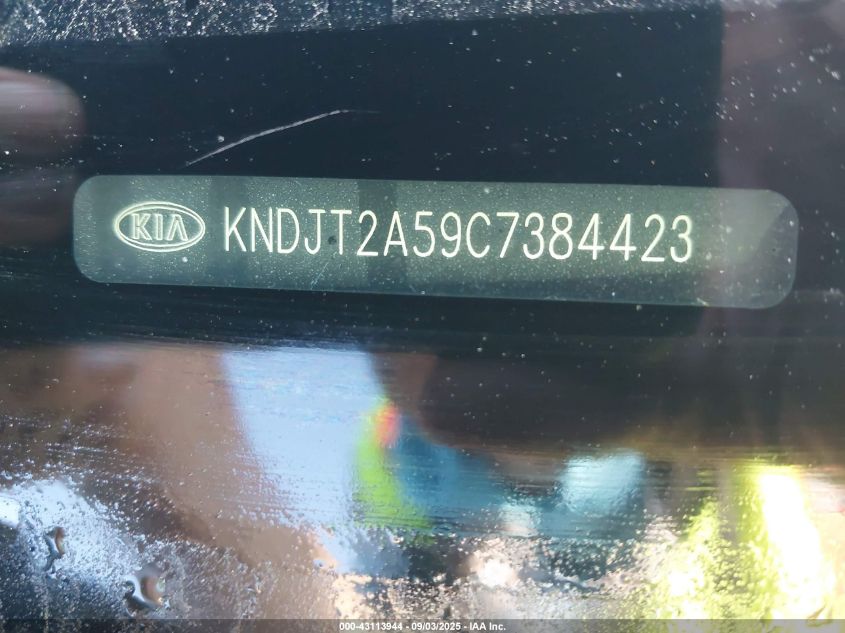 KIA KNDJT2A59C7384423
000-43113944 - 09/03/2025 - IAA Inc.